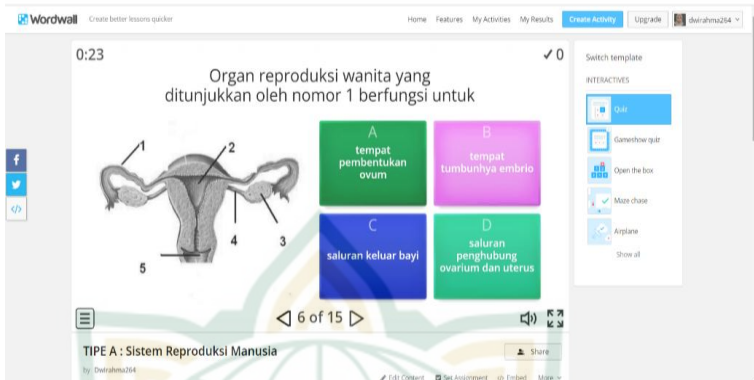 Wordwall Create better lessons quicker Home Features My Activities My Results Create Activity Upgrade dwirahma264
0:23 ✓ 0
Organ reproduksi wanita yang
ditunjukkan oleh nomor 1 berfungsi untuk
1
2
3
4
5
A
tempat
pembentukan
ovum
B
tempat
tumbunhya embrio
C
saluran keluar bayi
D
saluran
penghubung
ovarium dan uterus
6 of 15
TIPE A : Sistem Reproduksi Manusia
by Dwirahma264
Share
Edit Content Set Assignment Embed More
Switch template
INTERACTIVES
Quiz
Gameshow quiz
Open the box
Maze chase
Airplane
Show all